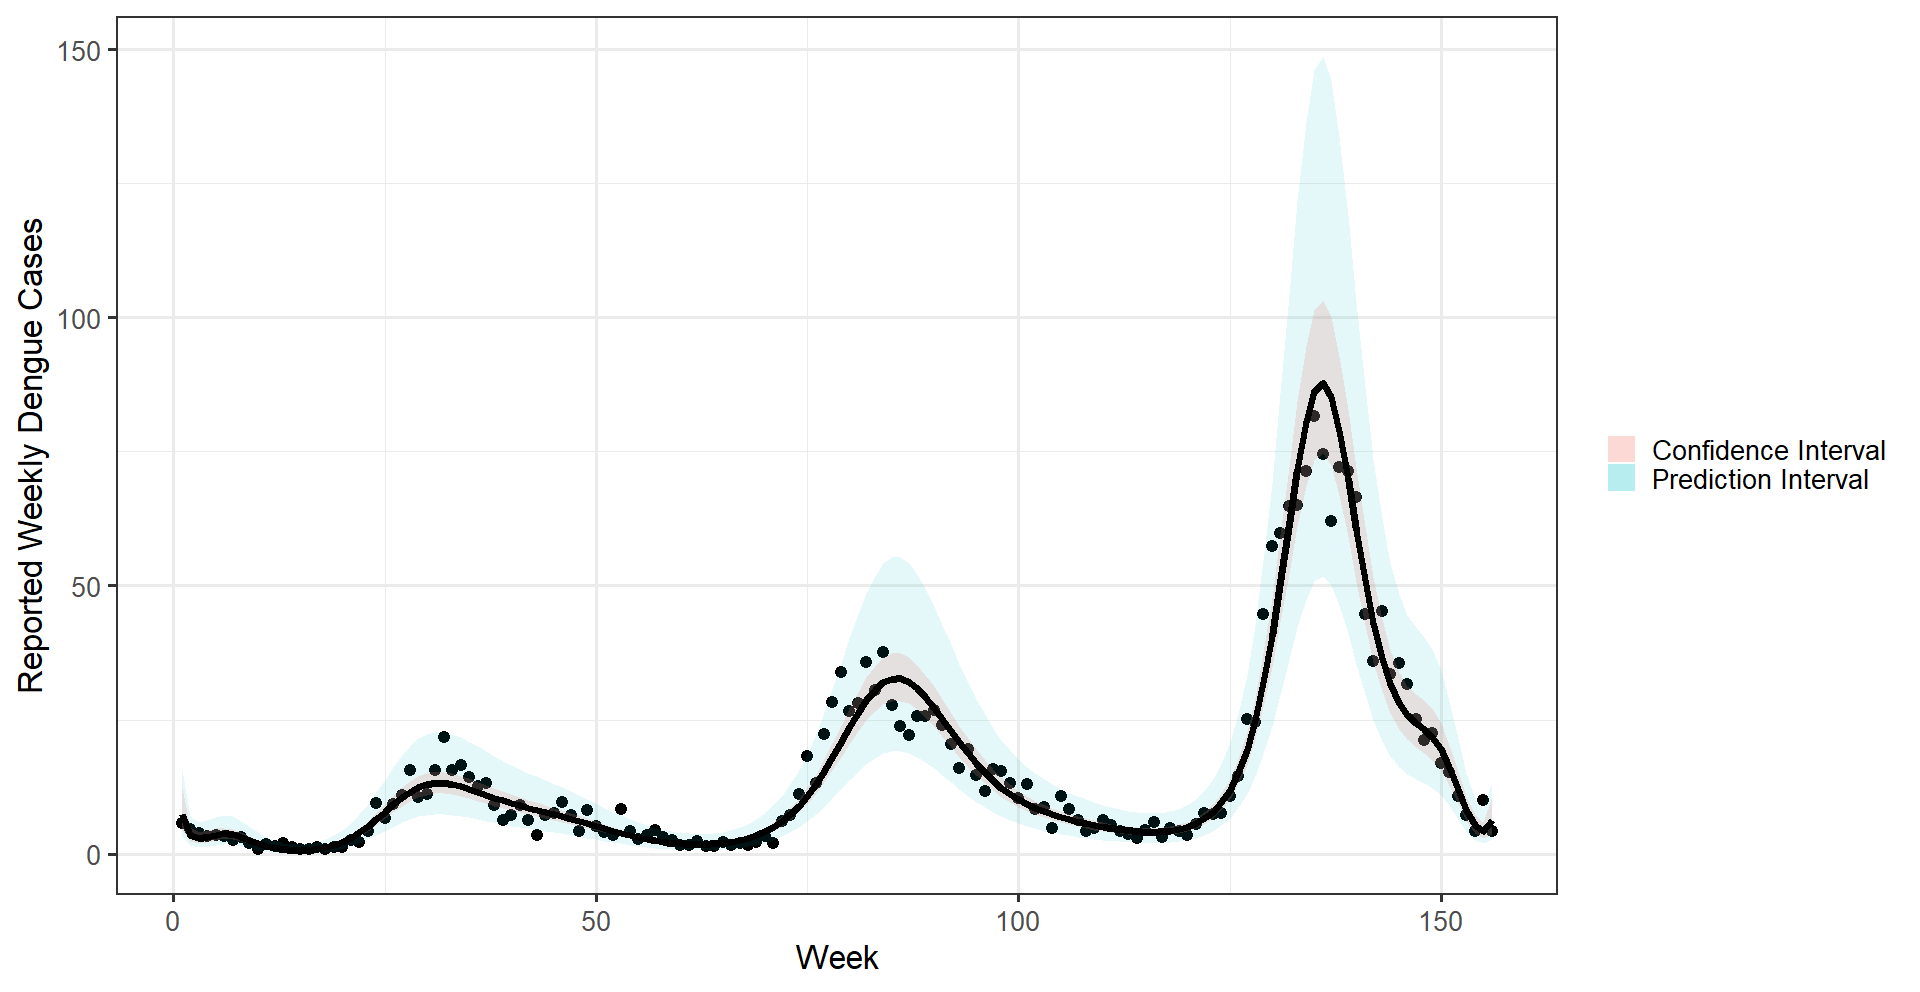 Reported Weekly Dengue Cases
150
100
50
0
0
50
100
150
Week
Confidence Interval
Prediction Interval